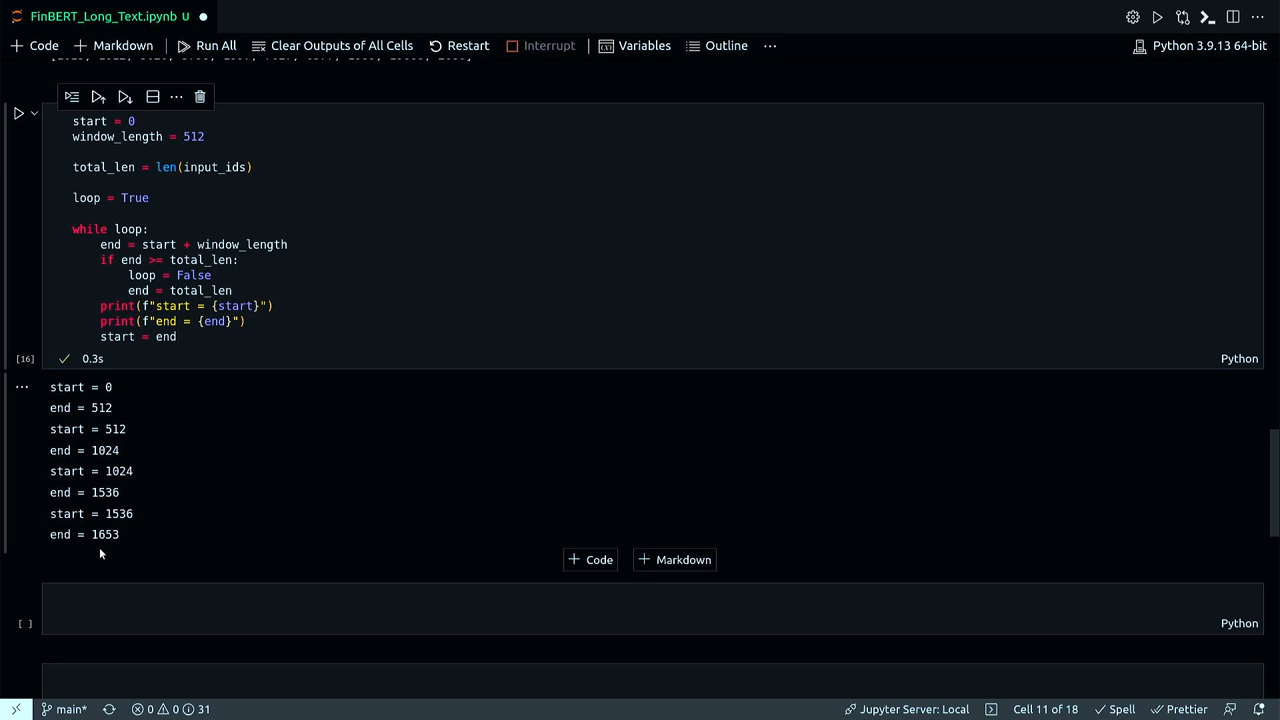 FinBERT_Long_Text.ipynb U
Code Markdown Run All Clear Outputs of All Cells Restart Interrupt Variables Outline ... Python 3.9.13 64-bit
start = 0
window_length = 512
total_len = len(input_ids)
loop = True
while loop:
    end = start + window_length
    if end >= total_len:
        loop = False
        end = total_len
    print(f"start = {start}")
    print(f"end = {end}")
    start = end
[16] 0.3s Python
start = 0
end = 512
start = 512
end = 1024
start = 1024
end = 1536
start = 1536
end = 1653
Code Markdown
[ ] Python
main* 0 0 31 Jupyter Server: Local Cell 11 of 18 Spell Prettier